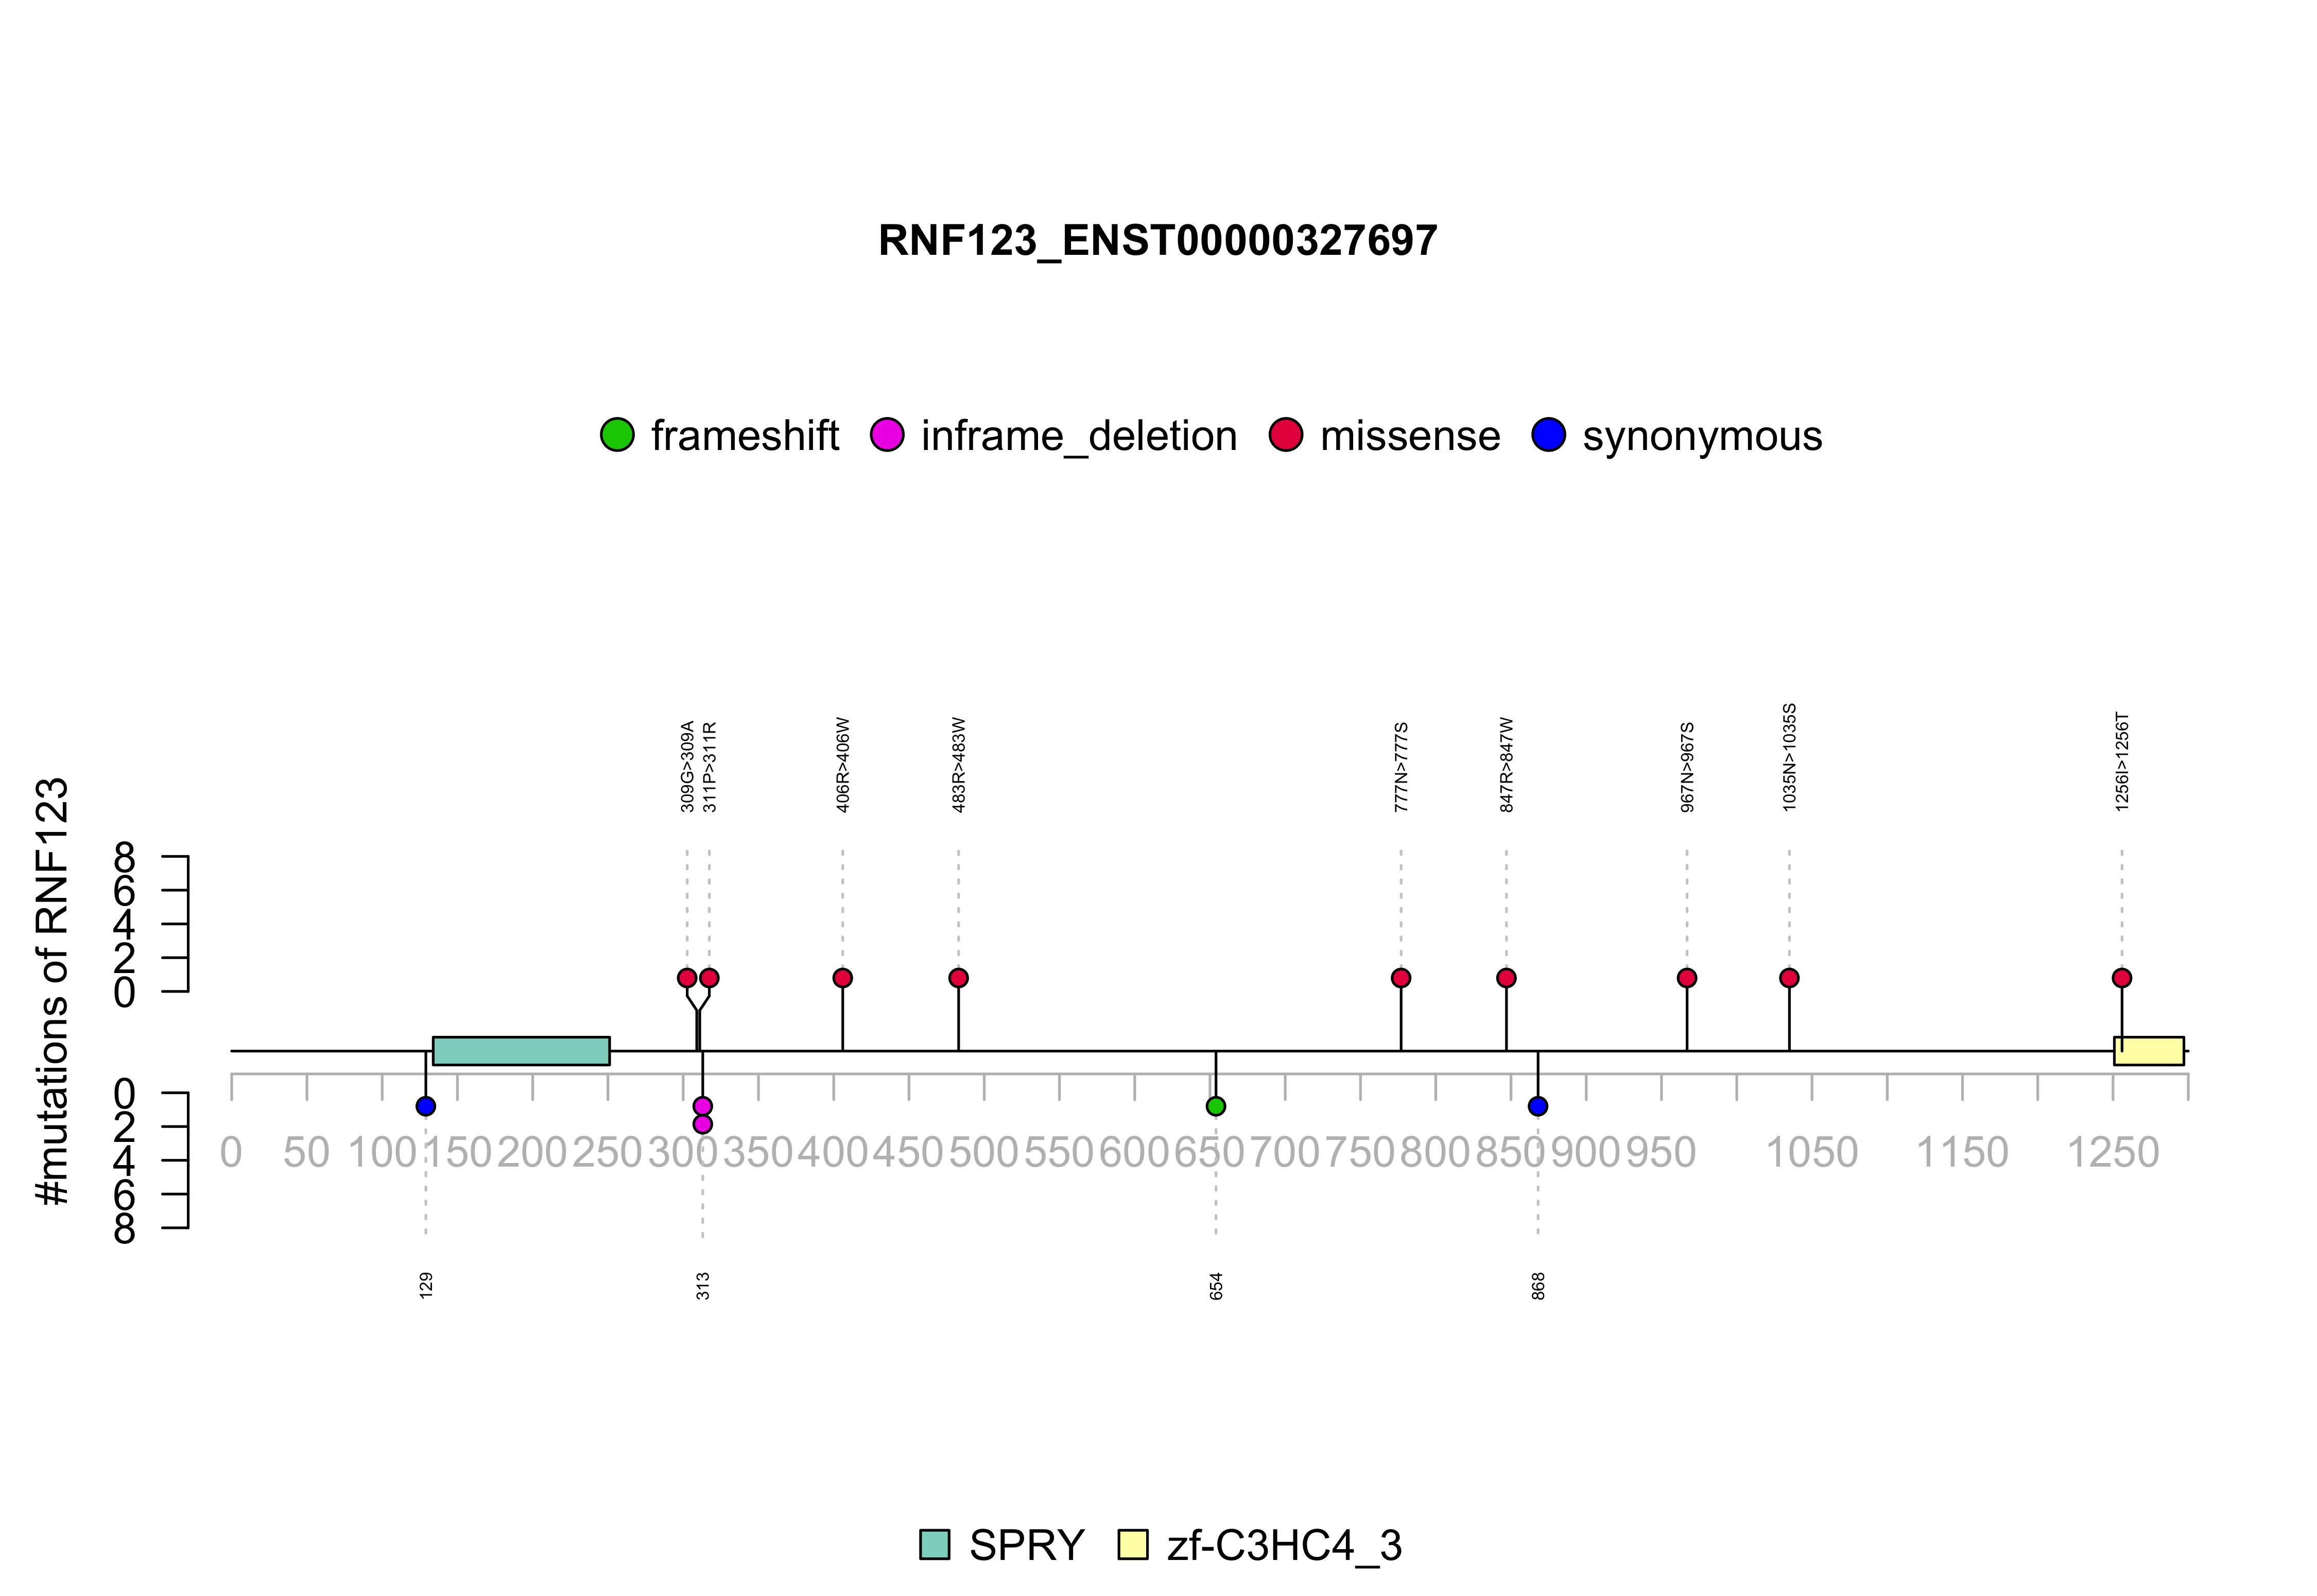 RNF123_ENST00000327697
frameshift inframe_deletion missense synonymous
309G>309A 311P>311R 406R>406W 483R>483W 777N>777S 847R>847W 967N>967S 1035N>1035S 1256I>1256T
#mutations of RNF123
8
6
4
2
0
0
2
4
6
8
0 50 100 150 200 250 300 350 400 450 500 550 600 650 700 750 800 850 900 950 1050 1150 1250
129 313 654 868
SPRY zf-C3HC4_3